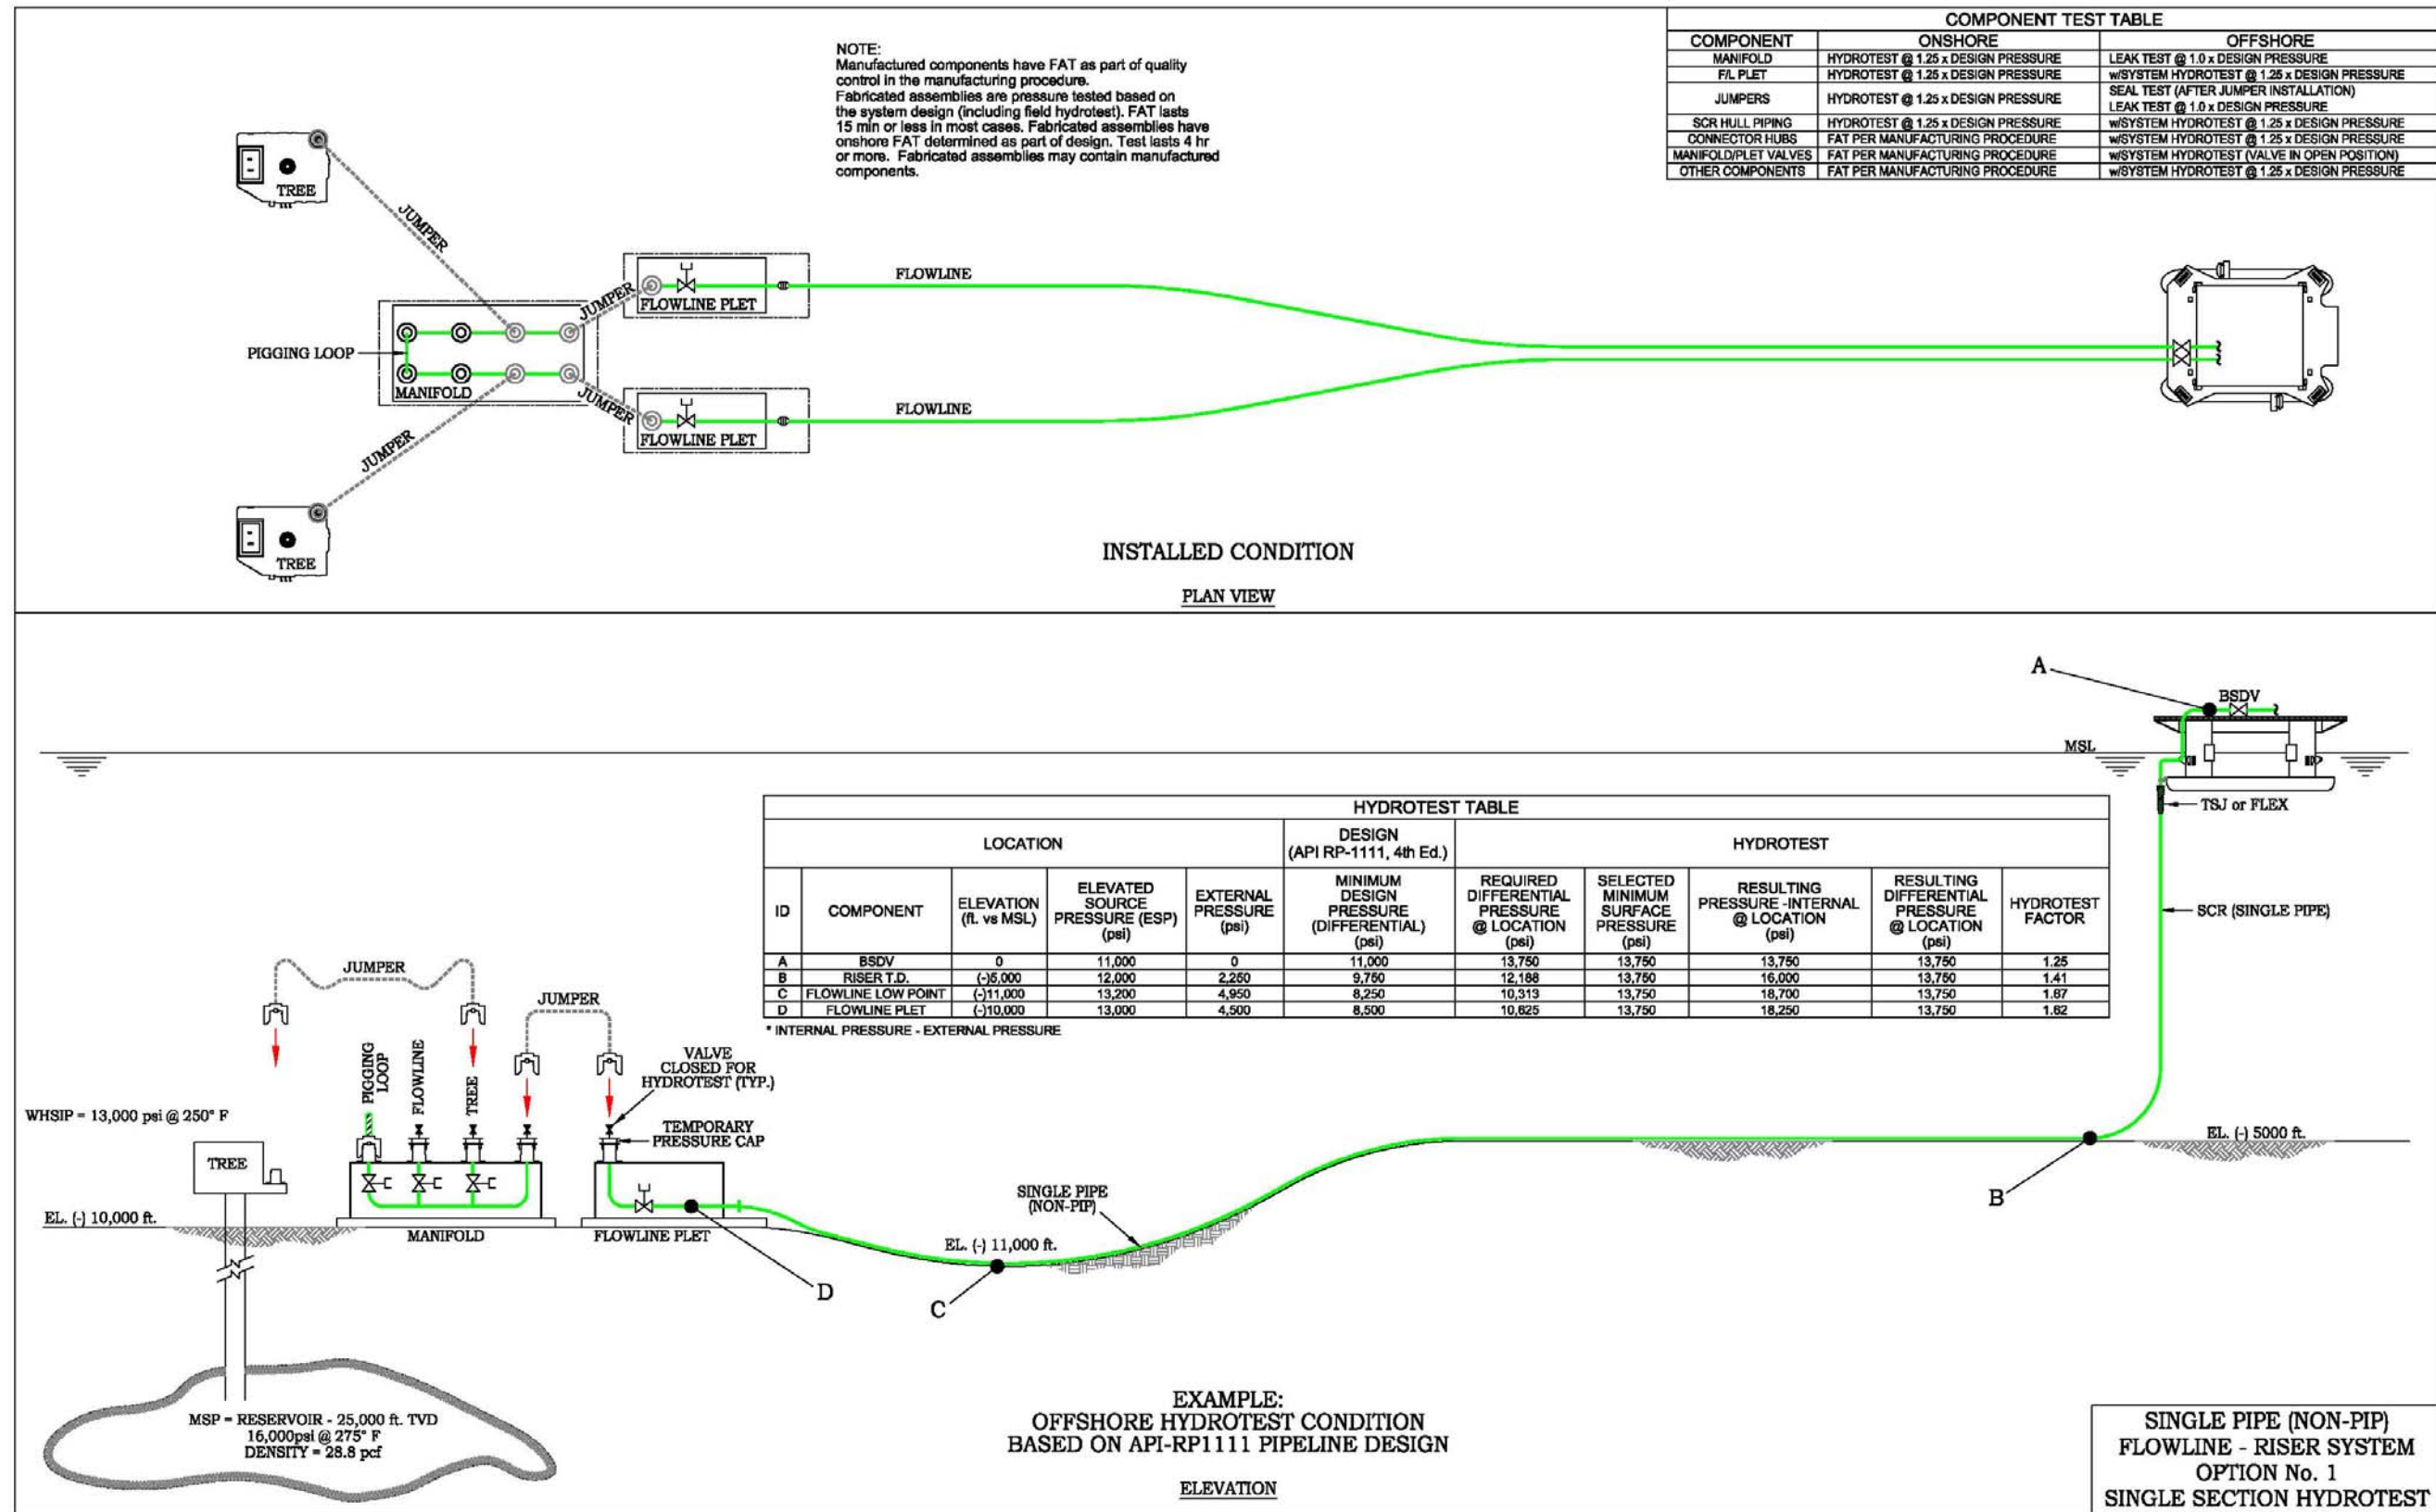 NOTE:
Manufactured components have FAT as part of quality
control in the manufacturing procedure.
Fabricated assemblies are pressure tested based on
the system design (including field hydrotest). FAT lasts
15 min or less in most cases. Fabricated assemblies have
onshore FAT determined as part of design. Test lasts 4 hr
or more. Fabricated assemblies may contain manufactured
components.
COMPONENT TEST TABLE
COMPONENT ONSHORE OFFSHORE
MANIFOLD HYDROTEST @ 1.25 x DESIGN PRESSURE LEAK TEST @ 1.0 x DESIGN PRESSURE
F/L PLET HYDROTEST @ 1.25 x DESIGN PRESSURE w/SYSTEM HYDROTEST @ 1.25 x DESIGN PRESSURE
JUMPERS HYDROTEST @ 1.25 x DESIGN PRESSURE SEAL TEST (AFTER JUMPER INSTALLATION)
LEAK TEST @ 1.0 x DESIGN PRESSURE
SCR HULL PIPING HYDROTEST @ 1.25 x DESIGN PRESSURE w/SYSTEM HYDROTEST @ 1.25 x DESIGN PRESSURE
CONNECTOR HUBS FAT PER MANUFACTURING PROCEDURE w/SYSTEM HYDROTEST @ 1.25 x DESIGN PRESSURE
MANIFOLD/PLET VALVES FAT PER MANUFACTURING PROCEDURE w/SYSTEM HYDROTEST (VALVE IN OPEN POSITION)
OTHER COMPONENTS FAT PER MANUFACTURING PROCEDURE w/SYSTEM HYDROTEST @ 1.25 x DESIGN PRESSURE
TREE
JUMPER
JUMPER
FLOWLINE PLET
FLOWLINE
PIGGING LOOP
MANIFOLD
JUMPER
FLOWLINE PLET
FLOWLINE
JUMPER
TREE
INSTALLED CONDITION
PLAN VIEW
A
BSDV
MSL
TSJ or FLEX
SCR (SINGLE PIPE)
HYDROTEST TABLE
LOCATION DESIGN (API RP-1111, 4th Ed.) HYDROTEST
ID COMPONENT ELEVATION (ft. vs MSL) ELEVATED SOURCE PRESSURE (ESP) (psi) EXTERNAL PRESSURE (psi) MINIMUM DESIGN PRESSURE (DIFFERENTIAL) (psi) REQUIRED DIFFERENTIAL PRESSURE @ LOCATION (psi) SELECTED MINIMUM SURFACE PRESSURE (psi) RESULTING PRESSURE -INTERNAL @ LOCATION (psi) RESULTING DIFFERENTIAL PRESSURE @ LOCATION (psi) HYDROTEST FACTOR
A BSDV 0 11,000 0 11,000 13,750 13,750 13,750 13,750 1.25
B RISER T.D. (-)5,000 12,000 2,250 9,750 12,188 13,750 16,000 13,750 1.41
C FLOWLINE LOW POINT (-)11,000 13,200 4,950 8,250 10,313 13,750 18,700 13,750 1.67
D FLOWLINE PLET (-)10,000 13,000 4,500 8,500 10,625 13,750 18,250 13,750 1.62
* INTERNAL PRESSURE - EXTERNAL PRESSURE
JUMPER
JUMPER
PIGGING
LOOP
FLOWLINE
TREE
VALVE
CLOSED FOR
HYDROTEST (TYP.)
TEMPORARY
PRESSURE CAP
WHSIP = 13,000 psi @ 250° F
TREE
EL. (-) 10,000 ft.
MANIFOLD
FLOWLINE PLET
D
EL. (-) 11,000 ft.
C
SINGLE PIPE
(NON-PIP)
B
EL. (-) 5000 ft.
MSP = RESERVOIR - 25,000 ft. TVD
16,000psi @ 275° F
DENSITY = 28.8 pcf
EXAMPLE:
OFFSHORE HYDROTEST CONDITION
BASED ON API-RP1111 PIPELINE DESIGN
ELEVATION
SINGLE PIPE (NON-PIP)
FLOWLINE - RISER SYSTEM
OPTION No. 1
SINGLE SECTION HYDROTEST